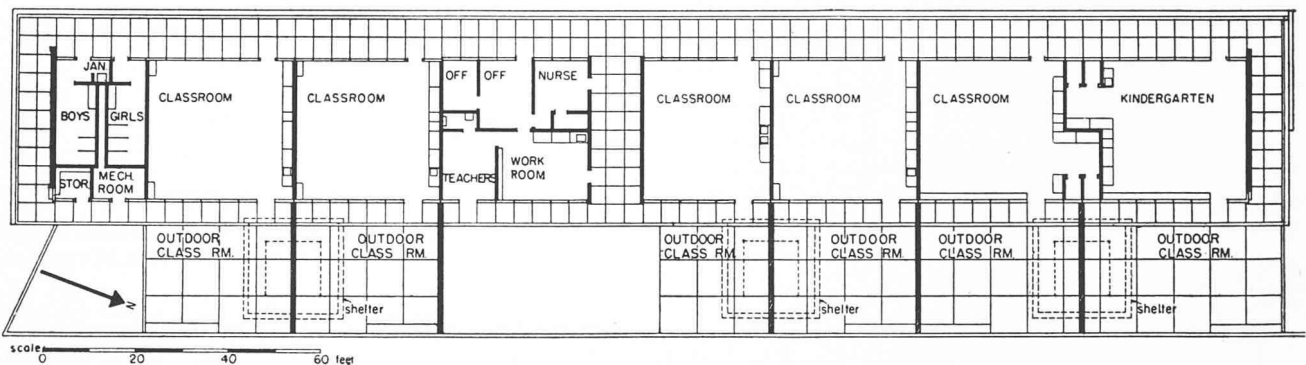 JAN.
BOYS
GIRLS
STOR.
MECH.
ROOM
CLASSROOM
CLASSROOM
OFF
OFF
NURSE
TEACHERS
WORK
ROOM
CLASSROOM
CLASSROOM
CLASSROOM
KINDERGARTEN
OUTDOOR
CLASS RM.
OUTDOOR
CLASS RM.
OUTDOOR
CLASS RM.
OUTDOOR
CLASS RM.
OUTDOOR
CLASS RM.
OUTDOOR
CLASS RM.
shelter
shelter
shelter
N
scale
0 20 40 60 feet